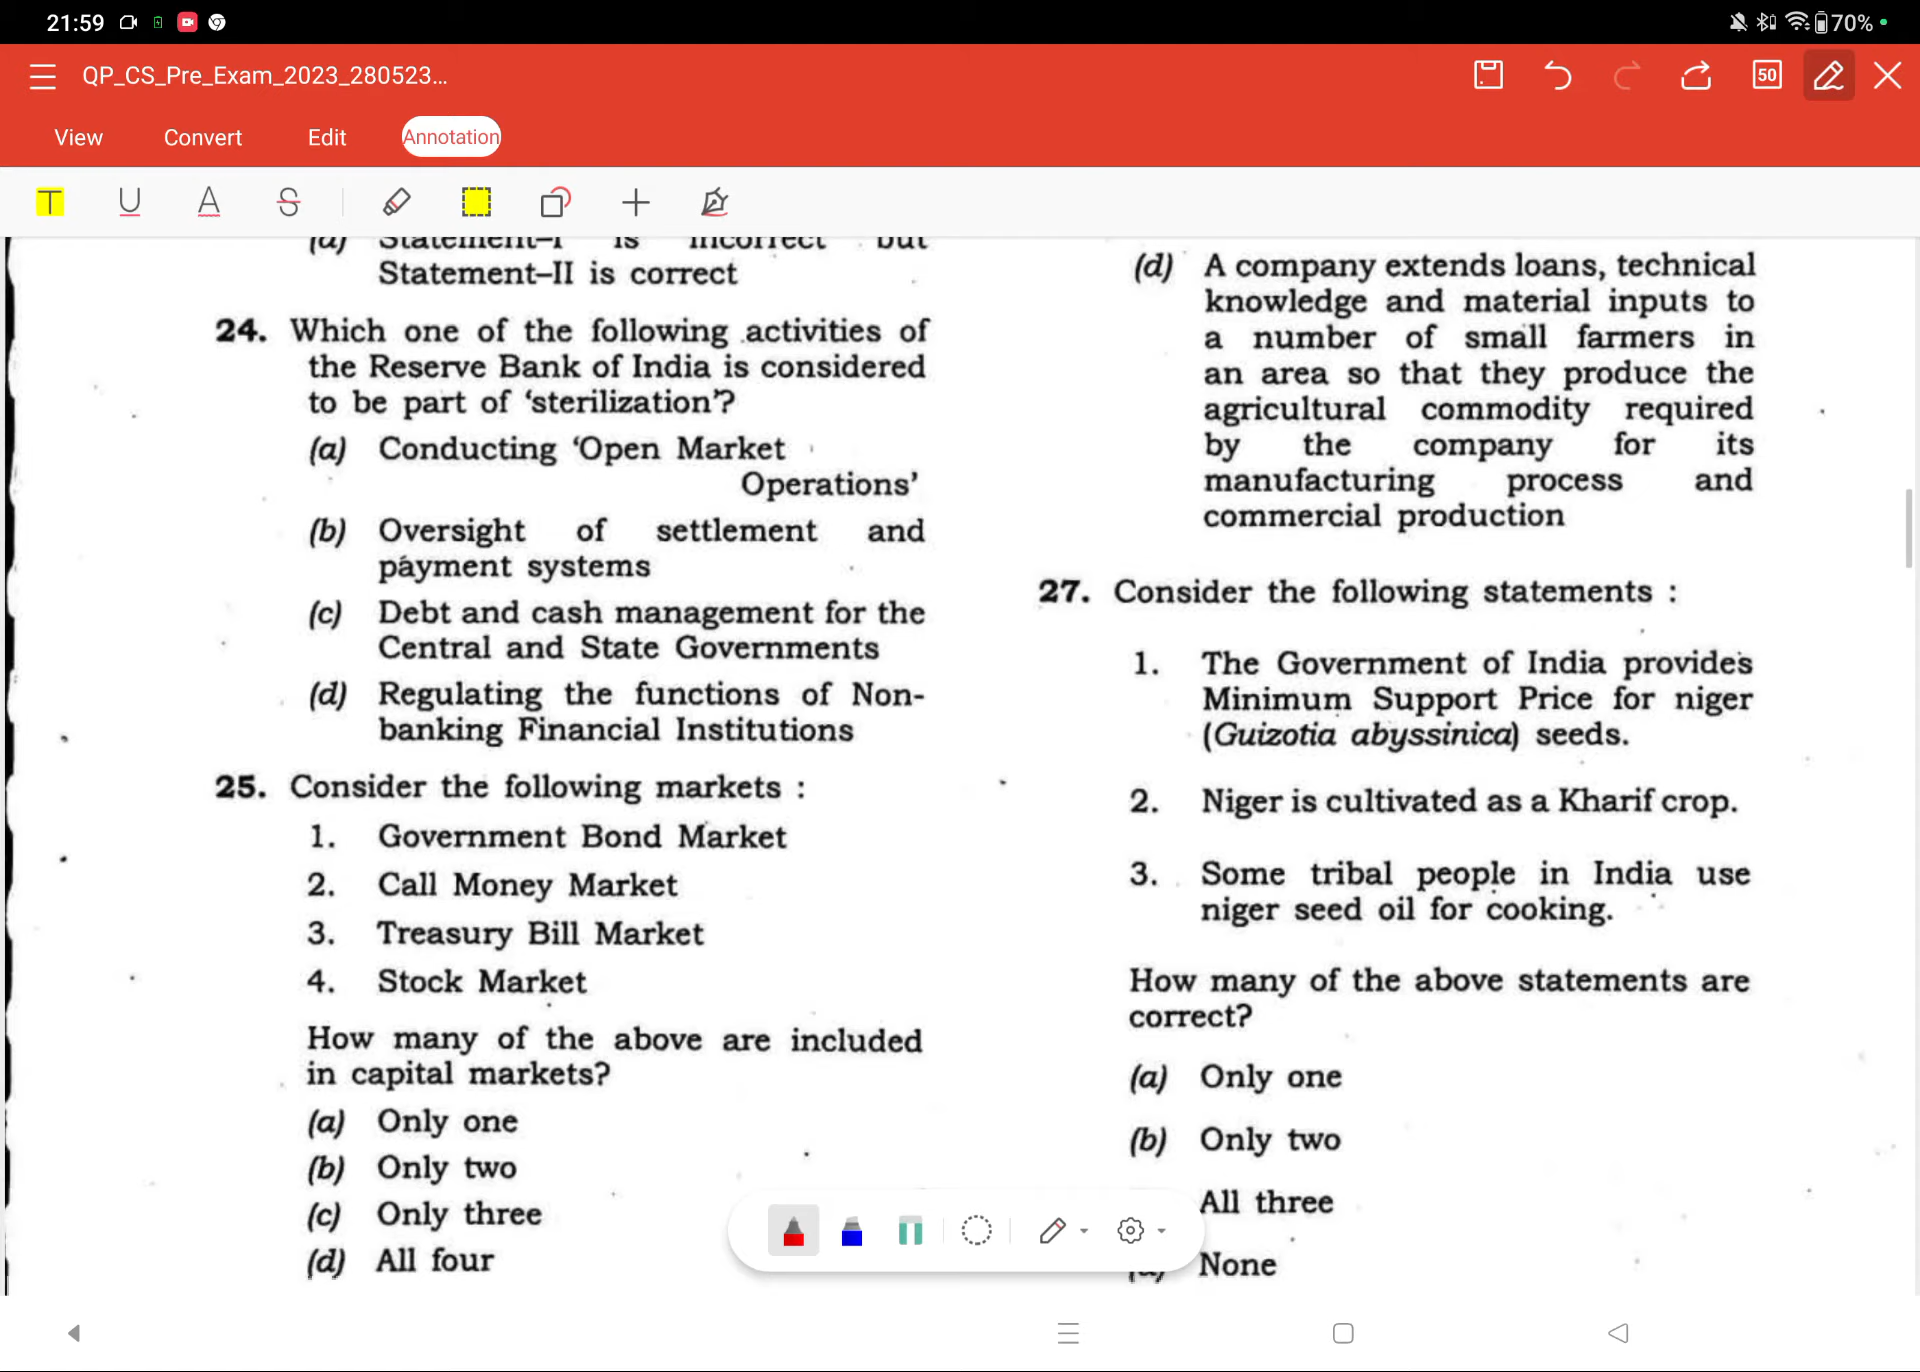 21:59
70%
QP_CS_Pre_Exam_2023_280523...
50
View Convert Edit Annotation
T U A S
(d) Statement–I is incorrect but
Statement–II is correct
24. Which one of the following activities of
the Reserve Bank of India is considered
to be part of ‘sterilization’?
(a) Conducting ‘Open Market
Operations’
(b) Oversight of settlement and
payment systems
(c) Debt and cash management for the
Central and State Governments
(d) Regulating the functions of Non-
banking Financial Institutions
25. Consider the following markets :
1. Government Bond Market
2. Call Money Market
3. Treasury Bill Market
4. Stock Market
How many of the above are included
in capital markets?
(a) Only one
(b) Only two
(c) Only three
(d) All four
(d) A company extends loans, technical
knowledge and material inputs to
a number of small farmers in
an area so that they produce the
agricultural commodity required
by the company for its
manufacturing process and
commercial production
27. Consider the following statements :
1. The Government of India provides
Minimum Support Price for niger
(Guizotia abyssinica) seeds.
2. Niger is cultivated as a Kharif crop.
3. Some tribal people in India use
niger seed oil for cooking.
How many of the above statements are
correct?
(a) Only one
(b) Only two
All three
(d) None